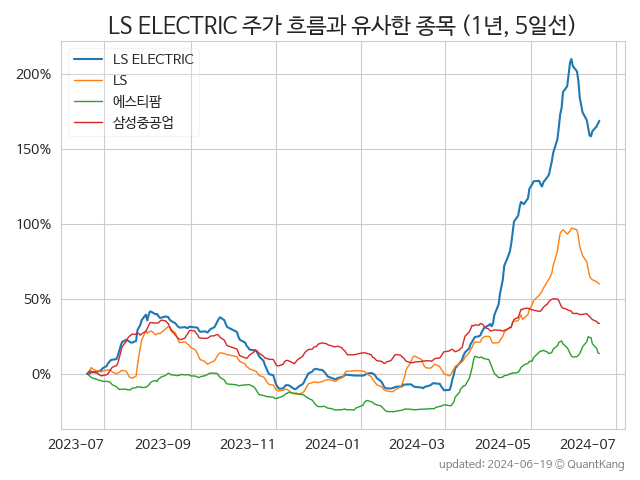 LS ELECTRIC 주가 흐름과 유사한 종목 (1년, 5일선)
LS ELECTRIC
LS
에스티팜
삼성중공업
200%
150%
100%
50%
0%
2023-07 2023-09 2023-11 2024-01 2024-03 2024-05 2024-07
updated: 2024-06-19 © QuantKang